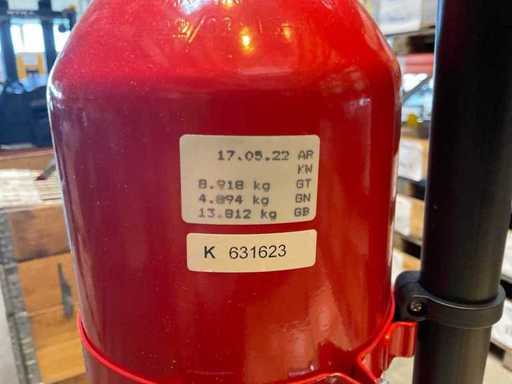 17.05.22 AR
KW
8.918 kg GT
4.894 kg GN
13.812 kg GB
K 631623